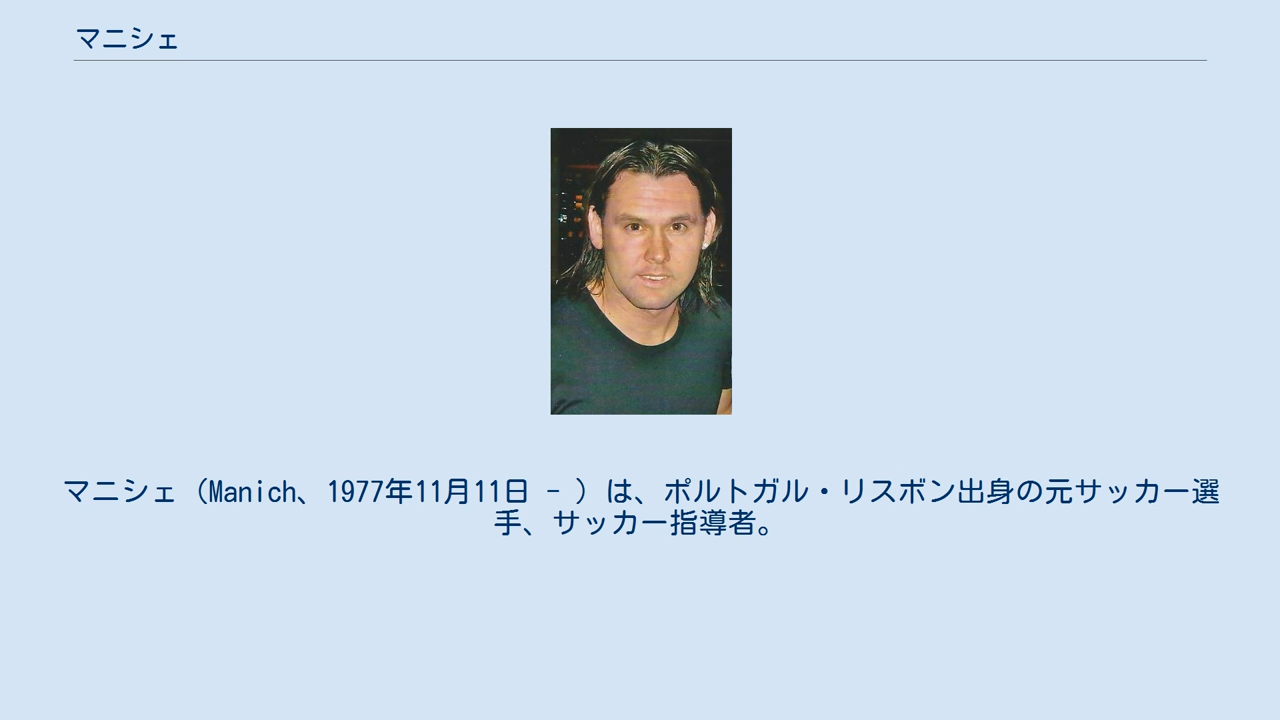 マニシェ
マニシェ（Manich、1977年11月11日 - ）は、ポルトガル・リスボン出身の元サッカー選
手、サッカー指導者。